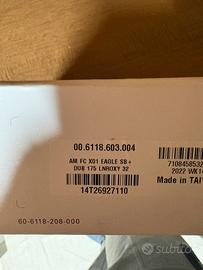 00.6118.603.004
AM FC X01 EAGLE SB +
DUB 175 LNROXY 32
14T26927110
7108458532
2022 WK1
Made in TAI
60-6118-208-000
subito